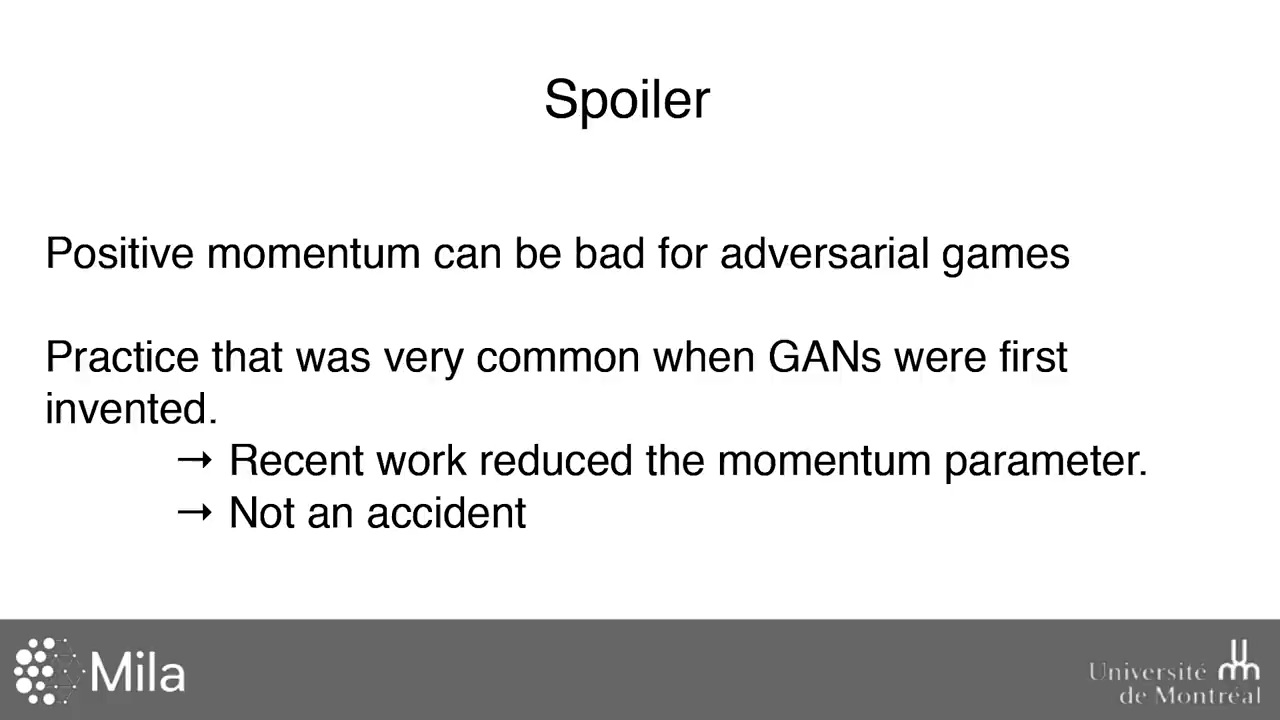 Spoiler
Positive momentum can be bad for adversarial games
Practice that was very common when GANs were first
invented.
→ Recent work reduced the momentum parameter.
→ Not an accident
Mila
Université
de Montréal